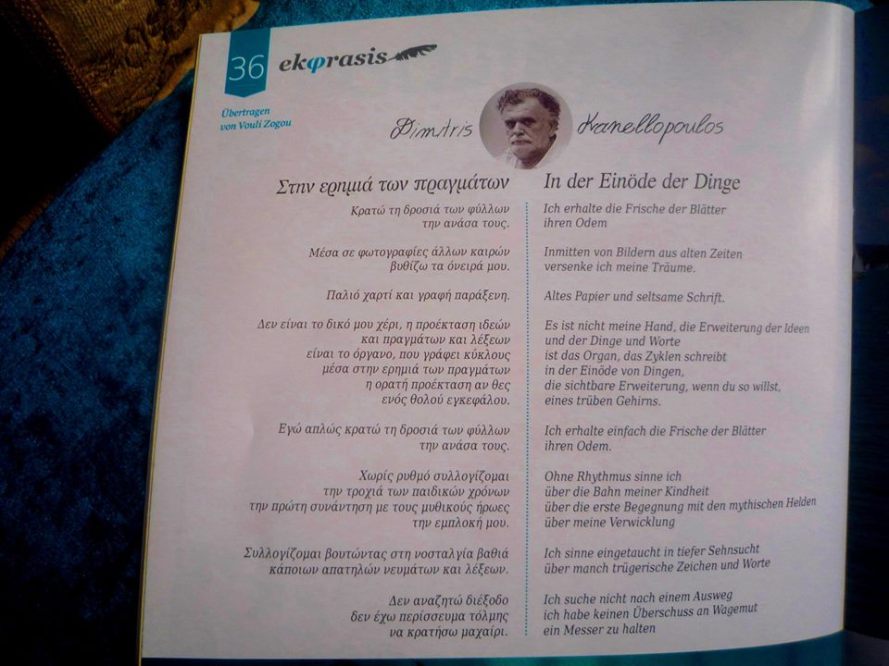 36
ekφrasis
Übertragen
von Vouli Zogou
Dimitris Kanellopoulos
Στην ερημιά των πραγμάτων
Κρατώ τη δροσιά των φύλλων
την ανάσα τους.
Μέσα σε φωτογραφίες άλλων καιρών
βυθίζω τα όνειρά μου.
Παλιό χαρτί και γραφή παράξενη.
Δεν είναι το δικό μου χέρι, η προέκταση ιδεών
και πραγμάτων και λέξεων
είναι το όργανο, που γράφει κύκλους
μέσα στην ερημιά των πραγμάτων
η ορατή προέκταση αν θες
ενός θολού εγκεφάλου.
Εγώ απλώς κρατώ τη δροσιά των φύλλων
την ανάσα τους.
Χωρίς ρυθμό συλλογίζομαι
την τροχιά των παιδικών χρόνων
την πρώτη συνάντηση με τους μυθικούς ήρωες
την εμπλοκή μου.
Συλλογίζομαι βουτώντας στη νοσταλγία βαθιά
κάποιων απατηλών νευμάτων και λέξεων.
Δεν αναζητώ διέξοδο
δεν έχω περίσσευμα τόλμης
να κρατήσω μαχαίρι.
In der Einöde der Dinge
Ich erhalte die Frische der Blätter
ihren Odem
Inmitten von Bildern aus alten Zeiten
versenke ich meine Träume.
Altes Papier und seltsame Schrift.
Es ist nicht meine Hand, die Erweiterung der Ideen
und der Dinge und Worte
ist das Organ, das Zyklen schreibt
in der Einöde von Dingen,
die sichtbare Erweiterung, wenn du so willst,
eines trüben Gehirns.
Ich erhalte einfach die Frische der Blätter
ihren Odem.
Ohne Rhythmus sinne ich
über die Bahn meiner Kindheit
über die erste Begegnung mit den mythischen Helden
über meine Verwicklung
Ich sinne eingetaucht in tiefer Sehnsucht
über manch trügerische Zeichen und Worte
Ich suche nicht nach einem Ausweg
ich habe keinen Überschuss an Wagemut
ein Messer zu halten